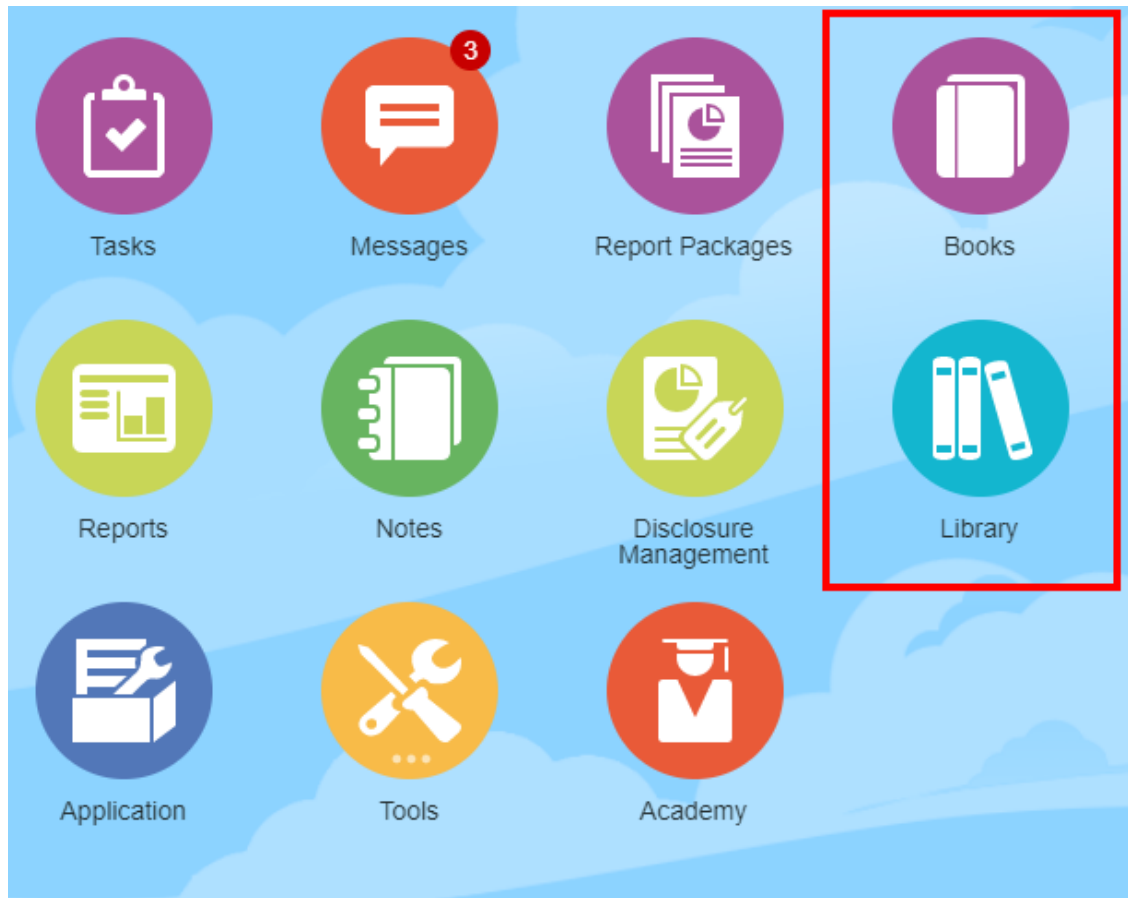 3
Tasks
Messages
Report Packages
Books
Reports
Notes
Disclosure
Management
Library
Application
Tools
Academy